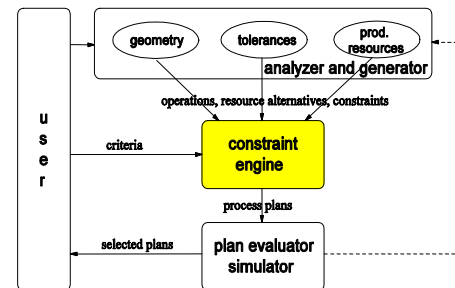 geometry
tolerances
prod.
resources
analyzer and generator
operations, resource alternatives, constraints
user
criteria
constraint
engine
process plans
selected plans
plan evaluator
simulator